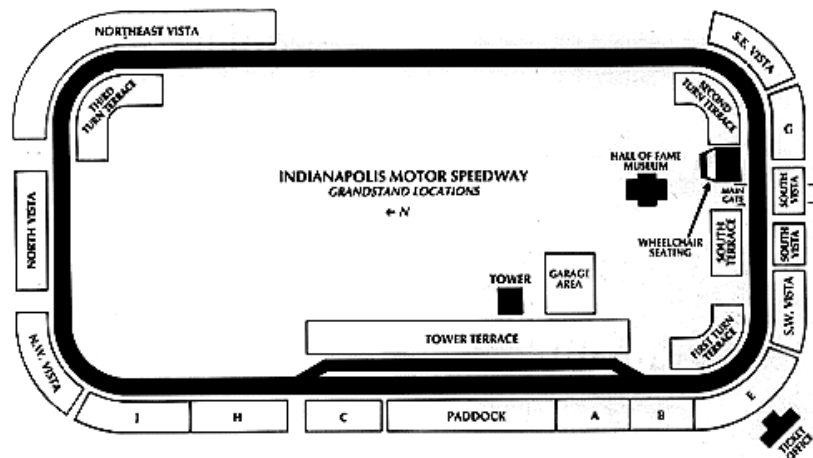 NORTHEAST VISTA
S.E. VISTA
THIRD
TURN TERRACE
SECOND
TURN TERRACE
G
HALL OF FAME
MUSEUM
INDIANAPOLIS MOTOR SPEEDWAY
GRANDSTAND LOCATIONS
← N
MAIN
GATE
SOUTH VISTA
NORTH VISTA
WHEELCHAIR
SEATING
SOUTH
TERRACE
SOUTH
VISTA
TOWER
GARAGE
AREA
S.W. VISTA
TOWER TERRACE
FIRST TURN
TERRACE
N.W. VISTA
J
H
C
PADDOCK
A
B
E
TICKET
OFFICE